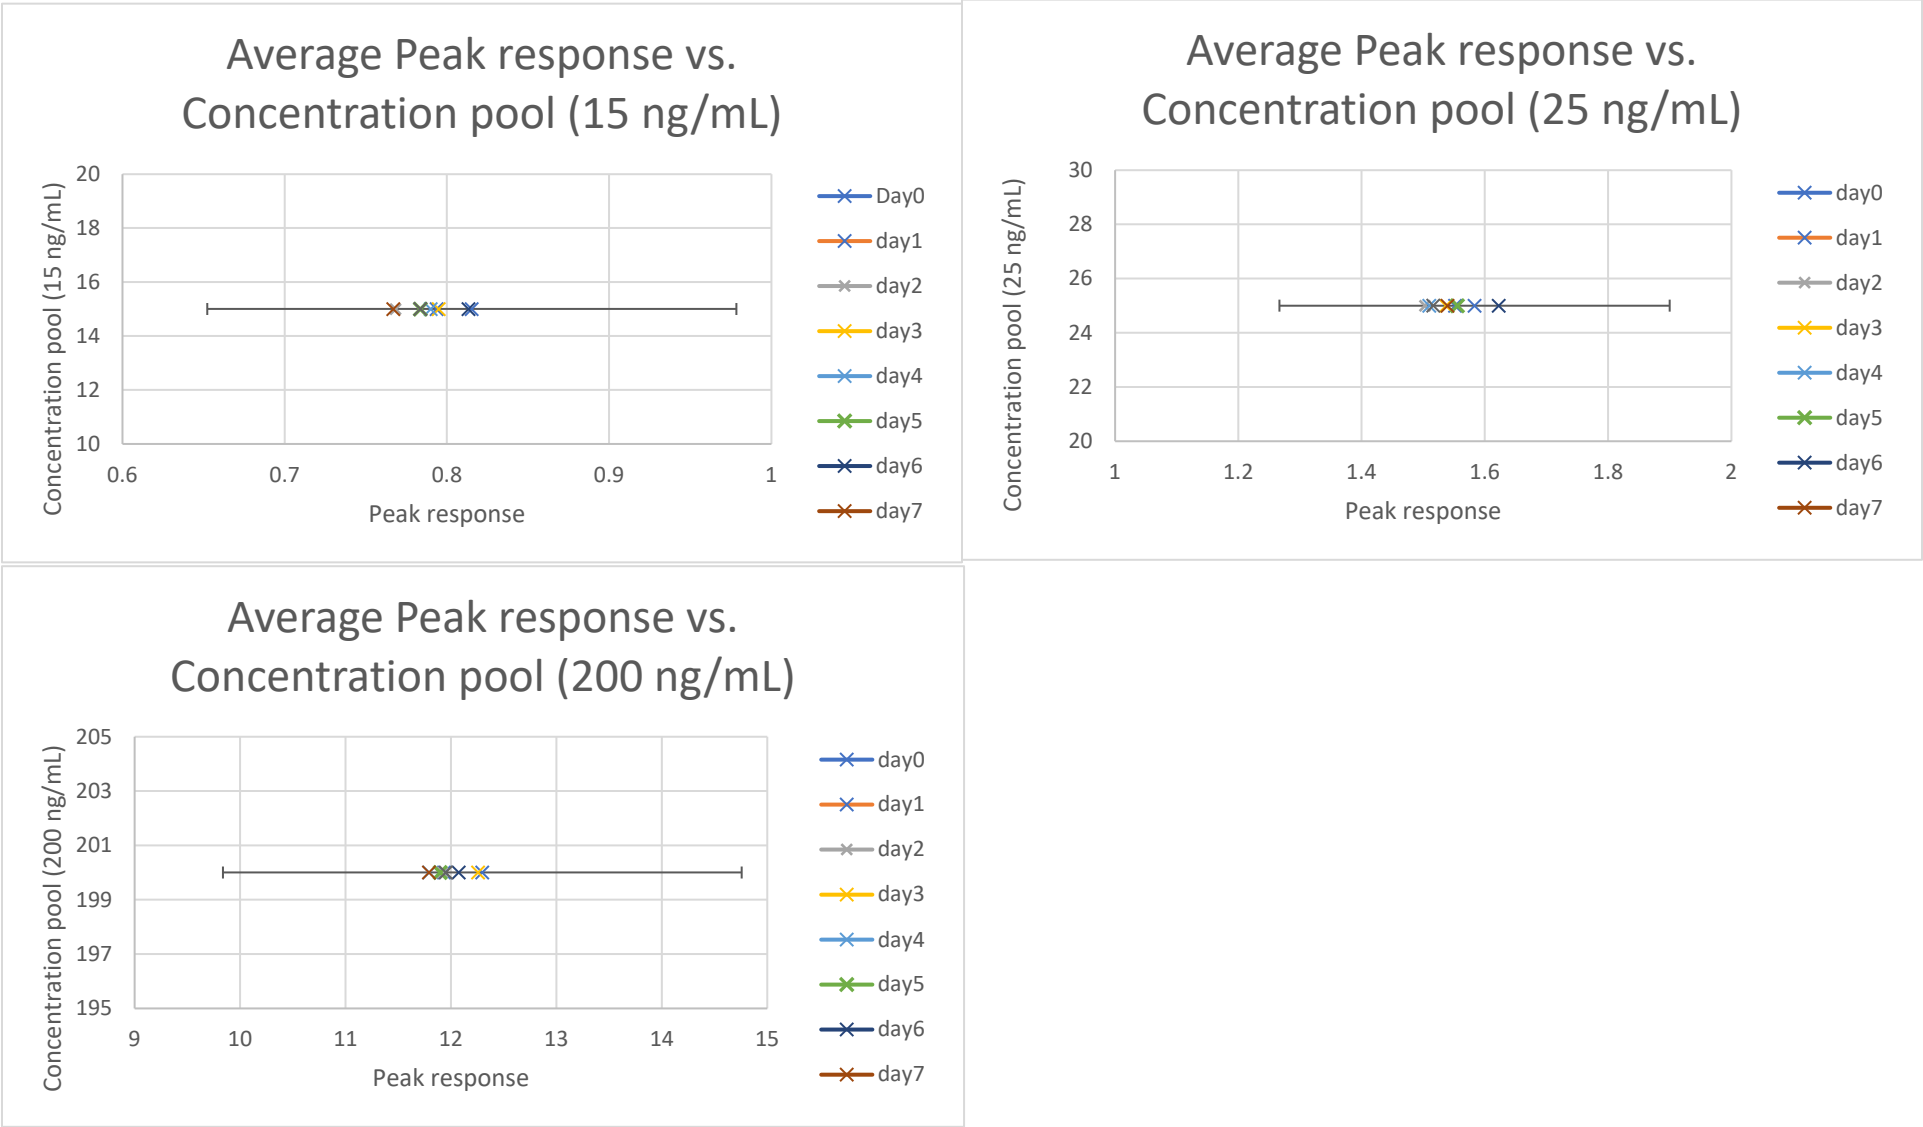 Average Peak response vs.
Concentration pool (15 ng/mL)
Concentration pool (15 ng/mL)
20
18
16
14
12
10
0.6
0.7
0.8
0.9
1
Peak response
Day0
day1
day2
day3
day4
day5
day6
day7
Average Peak response vs.
Concentration pool (25 ng/mL)
Concentration pool (25 ng/mL)
30
28
26
24
22
20
1
1.2
1.4
1.6
1.8
2
Peak response
day0
day1
day2
day3
day4
day5
day6
day7
Average Peak response vs.
Concentration pool (200 ng/mL)
Concentration pool (200 ng/mL)
205
203
201
199
197
195
9
10
11
12
13
14
15
Peak response
day0
day1
day2
day3
day4
day5
day6
day7